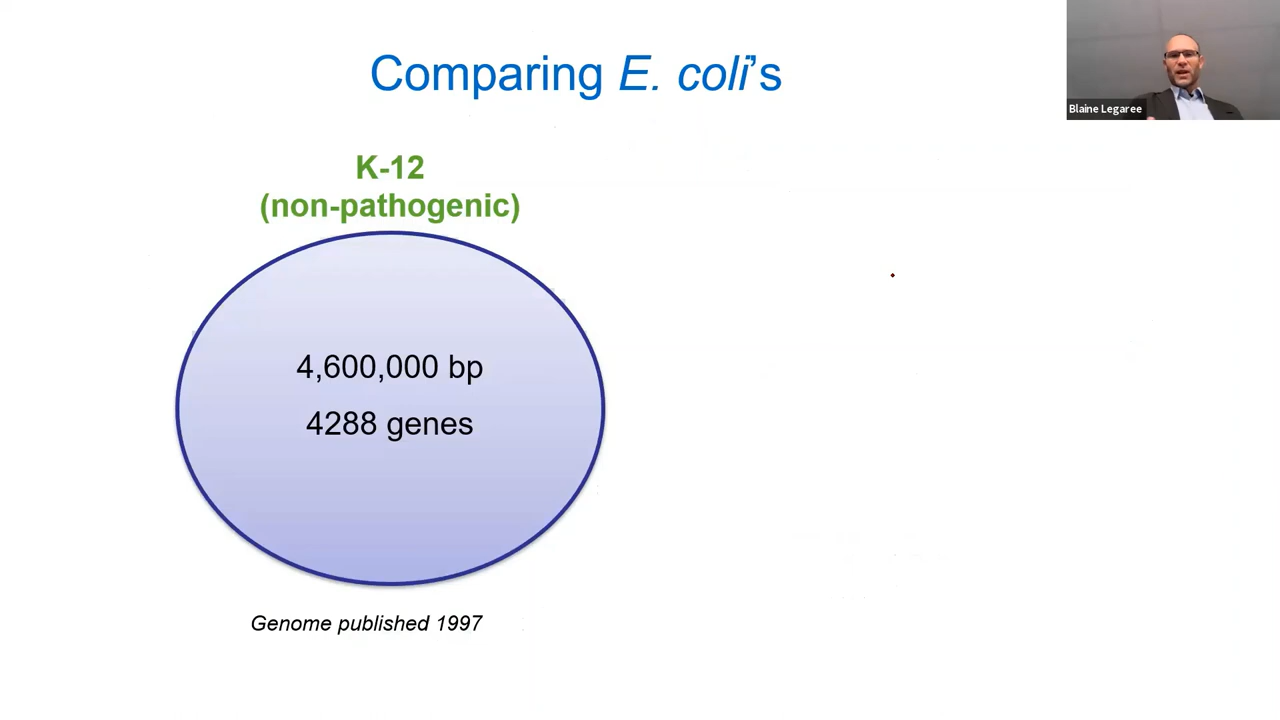 Comparing E. coli's
Blaine Legaree
K-12
(non-pathogenic)
4,600,000 bp
4288 genes
Genome published 1997